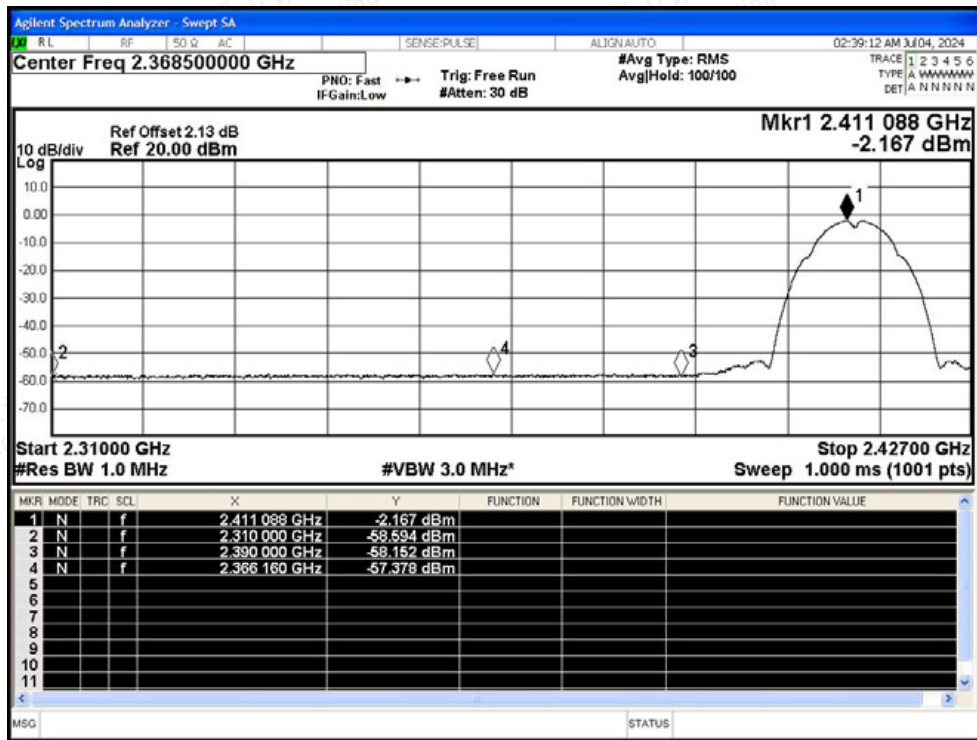 Agilent Spectrum Analyzer - Swept SA
LXI RL RF 50 Ω AC SENSE:PULSE ALIGNAUTO 02:39:12 AM Jul 04, 2024
Center Freq 2.368500000 GHz #Avg Type: RMS TRACE 1 2 3 4 5 6
PNO: Fast Trig: Free Run Avg|Hold: 100/100 TYPE A WWWWW
IFGain:Low #Atten: 30 dB DET A N N N N N
Ref Offset 2.13 dB Mkr1 2.411 088 GHz
10 dB/div Ref 20.00 dBm -2.167 dBm
Log
10.0
0.00
-10.0
-20.0
-30.0
-40.0
-50.0
-60.0
-70.0
1
2
4
3
Start 2.31000 GHz Stop 2.42700 GHz
#Res BW 1.0 MHz #VBW 3.0 MHz* Sweep 1.000 ms (1001 pts)
MKR MODE TRC SCL X Y FUNCTION FUNCTION WIDTH FUNCTION VALUE
1 N f 2.411 088 GHz -2.167 dBm
2 N f 2.310 000 GHz -58.594 dBm
3 N f 2.390 000 GHz -58.152 dBm
4 N f 2.366 160 GHz -57.378 dBm
5
6
7
8
9
10
11
MSG STATUS